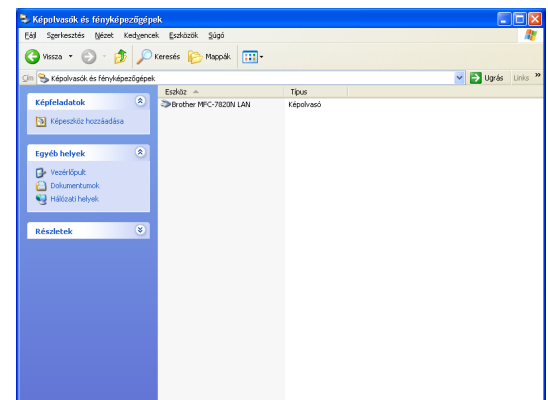 Képolvasók és fényképezőgépek
Fájl Szerkesztés Nézet Kedvencek Eszközök Súgó
Vissza Keresés Mappák
Cím Képolvasók és fényképezőgépek Ugrás Links »
Eszköz Típus
Brother MFC-7820N LAN Képolvasó
Képfeladatok
Képeszköz hozzáadása
Egyéb helyek
Vezérlőpult
Dokumentumok
Hálózati helyek
Részletek